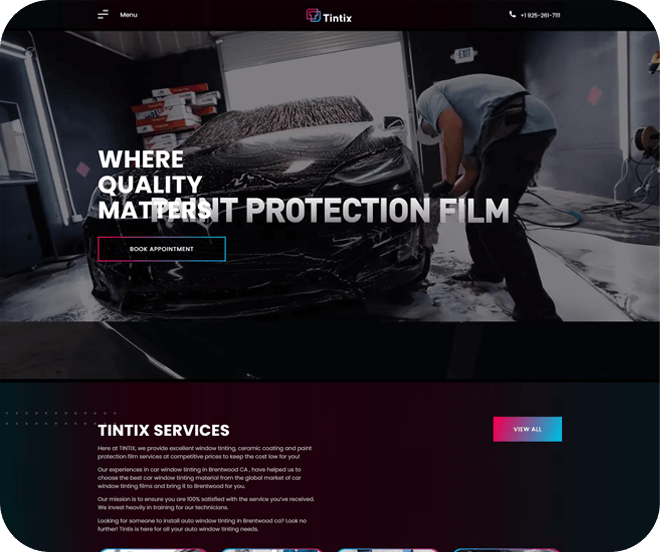 Menu
Tintix
+1 925-261-7111
EXIT
WHERE
QUALITY
MATTERS
PAINT PROTECTION FILM
BOOK APPOINTMENT
TINTIX SERVICES
VIEW ALL
Here at TINTIX, we provide excellent window tinting, ceramic coating and paint
protection film services at competitive prices to keep the cost low for you!
Our experiences in car window tinting in Brentwood CA , have helped us to
choose the best car window tinting material from the global market of car
window tinting films and bring it to Brentwood for you.
Our mission is to ensure you are 100% satisfied with the service you've received.
We invest heavily in training for our technicians.
Looking for someone to install auto window tinting in Brentwood ca? Look no
further! Tintix is here for all your auto window tinting needs.